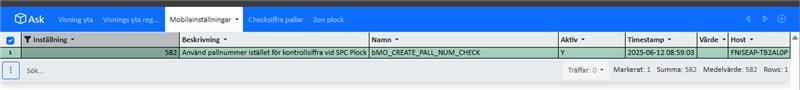 Ask Visning yta Visnings yta reg... Mobilainställningar Checksiffra pallar Zon plock
Inställning Beskrivning Namn Aktiv Timestamp Värde Host
1 582 Använd pallnummer istället för kontrollsiffra vid SPC Plock bMO_CREATE_PALL_NUM_CHECK Y 2025-06-12 08:59:03 FNISEAP-TB2AL0P
Sök... Träffar: 0 Markerat: 1 Summa: 582 Medelvärde: 582 Rows: 1